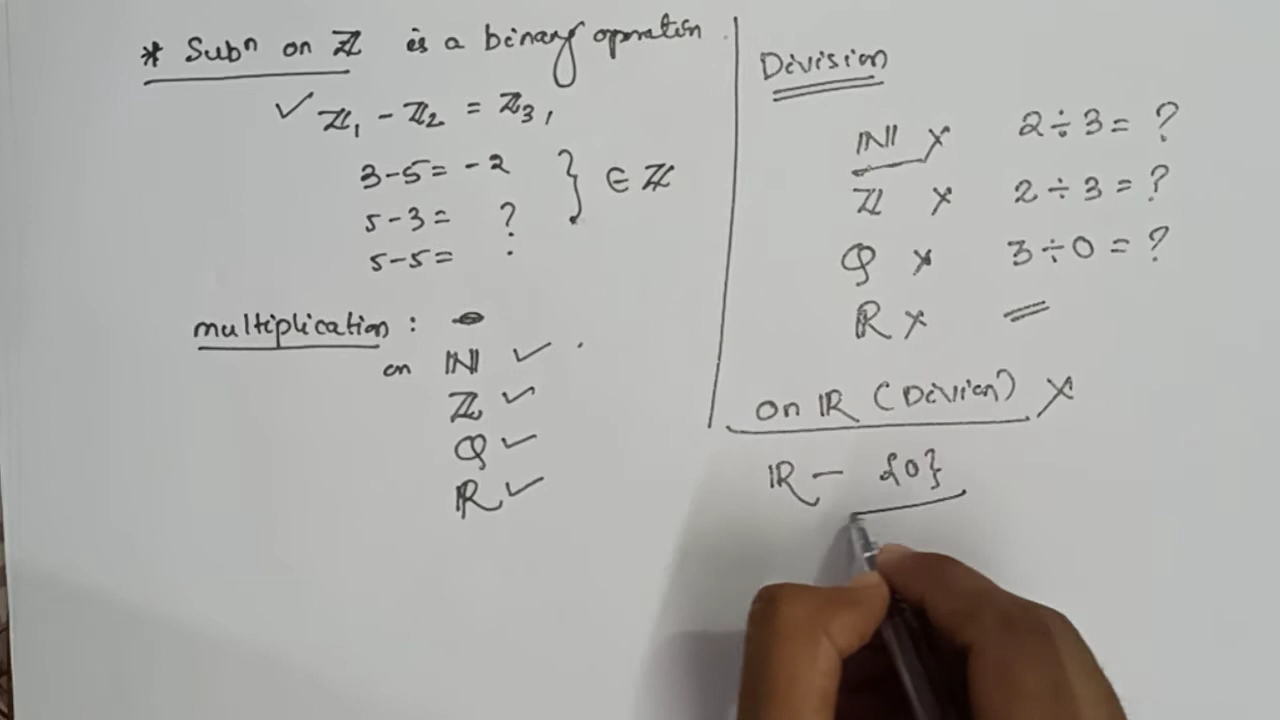 * Subⁿ on ℤ is a binary operation.
✓ ℤ₁ - ℤ₂ = ℤ₃,
3-5 = -2 } ∈ ℤ
5-3 = ?
5-5 = :
multiplication :
on ℕ ✓ .
ℤ ✓
Q ✓
ℝ ✓
Division
ℕ × 2÷3 = ?
ℤ × 2÷3 = ?
Q × 3÷0 = ?
ℝ × =
on ℝ (Divion) ×
ℝ - {0}